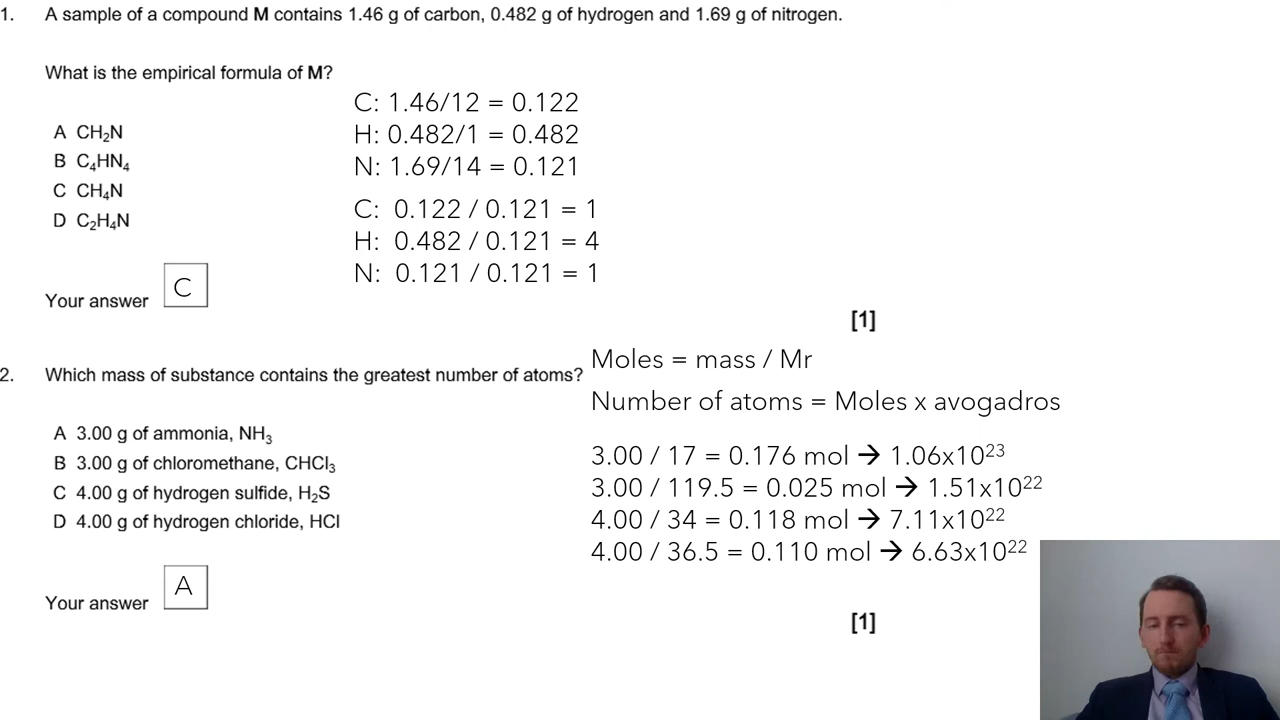 1. A sample of a compound M contains 1.46 g of carbon, 0.482 g of hydrogen and 1.69 g of nitrogen.
What is the empirical formula of M?
C: 1.46/12 = 0.122
H: 0.482/1 = 0.482
N: 1.69/14 = 0.121
A CH₂N
B C₄HN₄
C CH₄N
D C₂H₄N
C: 0.122 / 0.121 = 1
H: 0.482 / 0.121 = 4
N: 0.121 / 0.121 = 1
Your answer C
[1]
2. Which mass of substance contains the greatest number of atoms?
Moles = mass / Mr
Number of atoms = Moles x avogadros
A 3.00 g of ammonia, NH₃
B 3.00 g of chloromethane, CHCl₃
C 4.00 g of hydrogen sulfide, H₂S
D 4.00 g of hydrogen chloride, HCl
3.00 / 17 = 0.176 mol → 1.06x10²³
3.00 / 119.5 = 0.025 mol → 1.51x10²²
4.00 / 34 = 0.118 mol → 7.11x10²²
4.00 / 36.5 = 0.110 mol → 6.63x10²²
Your answer A
[1]